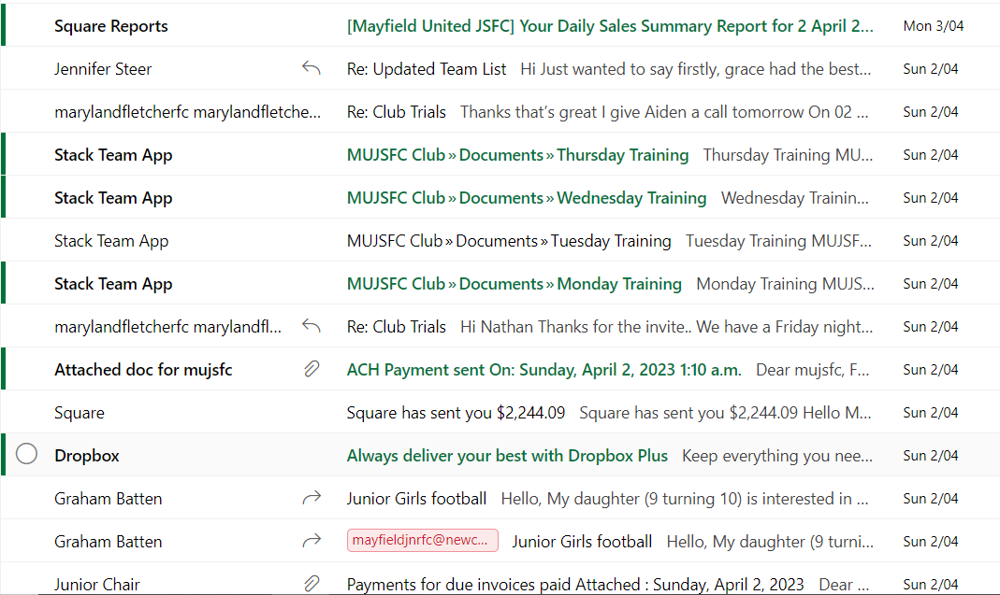 Square Reports [Mayfield United JSFC] Your Daily Sales Summary Report for 2 April 2... Mon 3/04
Jennifer Steer Re: Updated Team List Hi Just wanted to say firstly, grace had the best... Sun 2/04
marylandfletcherfc marylandfletche... Re: Club Trials Thanks that's great I give Aiden a call tomorrow On 02 ... Sun 2/04
Stack Team App MUJSFC Club » Documents » Thursday Training Thursday Training MU... Sun 2/04
Stack Team App MUJSFC Club » Documents » Wednesday Training Wednesday Trainin... Sun 2/04
Stack Team App MUJSFC Club » Documents » Tuesday Training Tuesday Training MUJSF... Sun 2/04
Stack Team App MUJSFC Club » Documents » Monday Training Monday Training MUJS... Sun 2/04
marylandfletcherfc marylandfl... Re: Club Trials Hi Nathan Thanks for the invite.. We have a Friday night... Sun 2/04
Attached doc for mujsfc ACH Payment sent On: Sunday, April 2, 2023 1:10 a.m. Dear mujsfc, F... Sun 2/04
Square Square has sent you $2,244.09 Square has sent you $2,244.09 Hello M... Sun 2/04
Dropbox Always deliver your best with Dropbox Plus Keep everything you nee... Sun 2/04
Graham Batten Junior Girls football Hello, My daughter (9 turning 10) is interested in ... Sun 2/04
Graham Batten mayfieldjnrfc@newc... Junior Girls football Hello, My daughter (9 turni... Sun 2/04
Junior Chair Payments for due invoices paid Attached : Sunday, April 2, 2023 Dear ... Sun 2/04